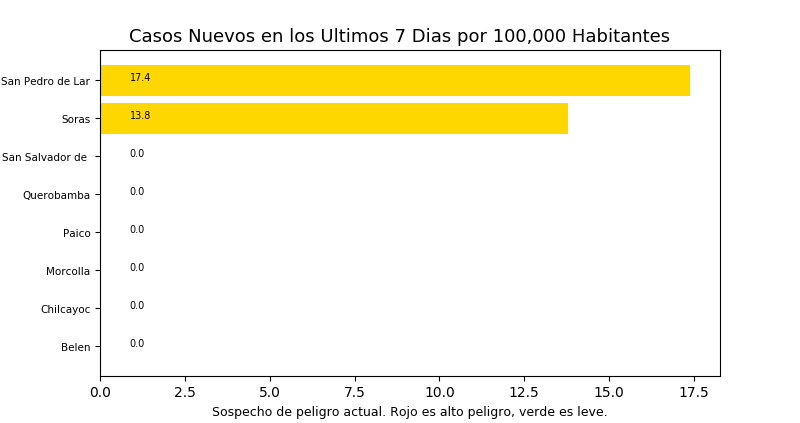 Casos Nuevos en los Ultimos 7 Dias por 100,000 Habitantes
San Pedro de Lar 17.4
Soras 13.8
San Salvador de 0.0
Querobamba 0.0
Paico 0.0
Morcolla 0.0
Chilcayoc 0.0
Belen 0.0
0.0 2.5 5.0 7.5 10.0 12.5 15.0 17.5
Sospecho de peligro actual. Rojo es alto peligro, verde es leve.